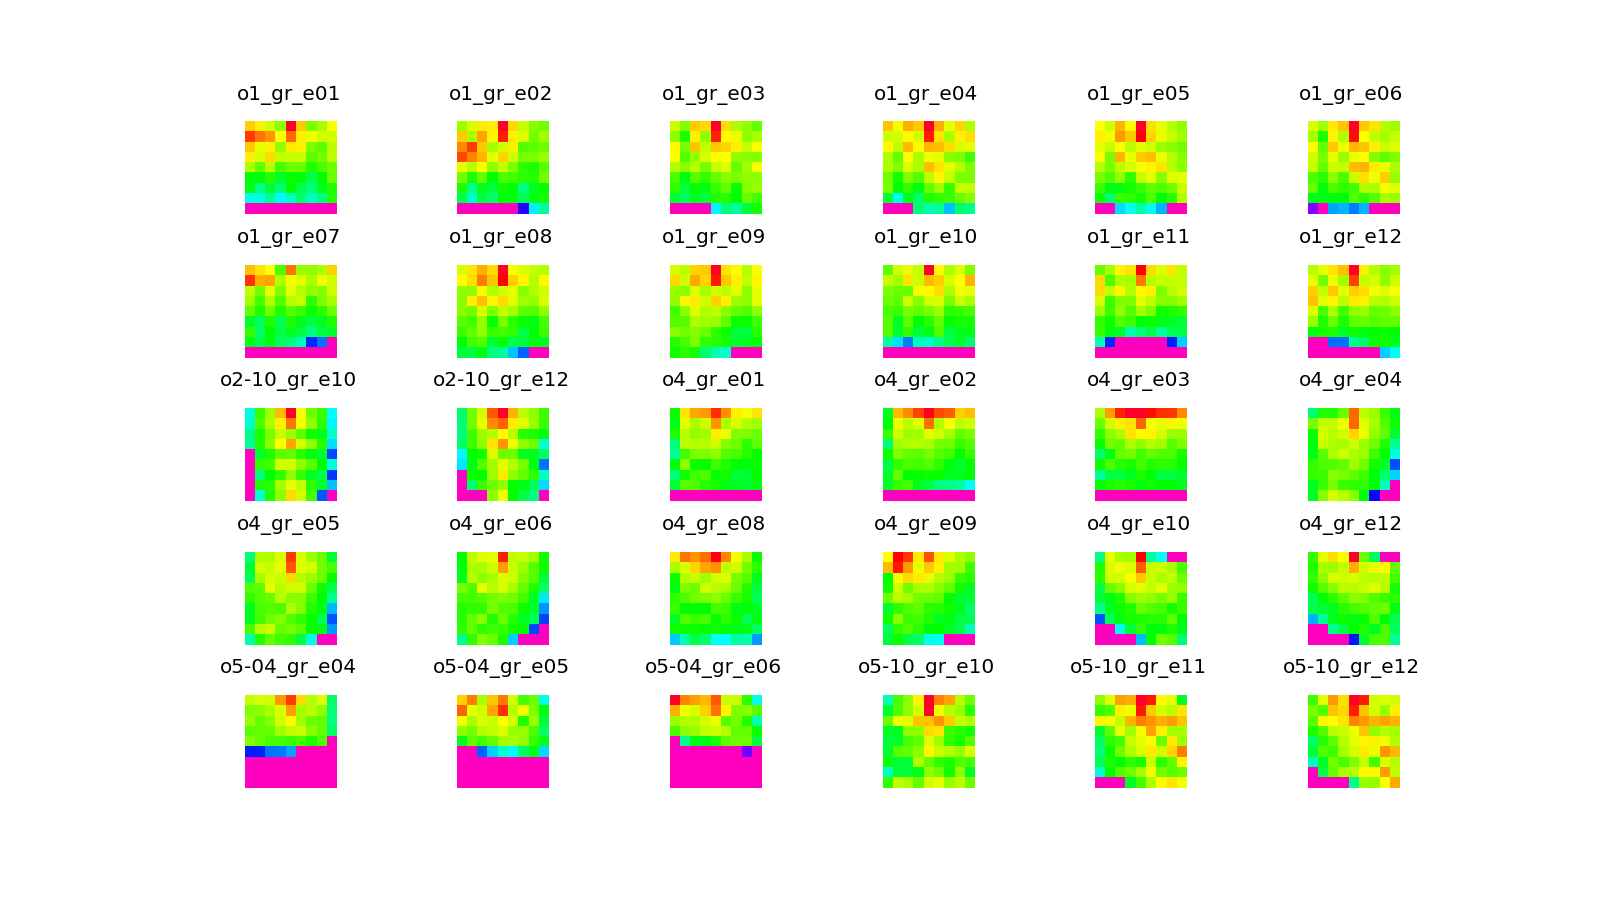 o1_gr_e01 o1_gr_e02 o1_gr_e03 o1_gr_e04 o1_gr_e05 o1_gr_e06
o1_gr_e07 o1_gr_e08 o1_gr_e09 o1_gr_e10 o1_gr_e11 o1_gr_e12
o2-10_gr_e10 o2-10_gr_e12 o4_gr_e01 o4_gr_e02 o4_gr_e03 o4_gr_e04
o4_gr_e05 o4_gr_e06 o4_gr_e08 o4_gr_e09 o4_gr_e10 o4_gr_e12
o5-04_gr_e04 o5-04_gr_e05 o5-04_gr_e06 o5-10_gr_e10 o5-10_gr_e11 o5-10_gr_e12